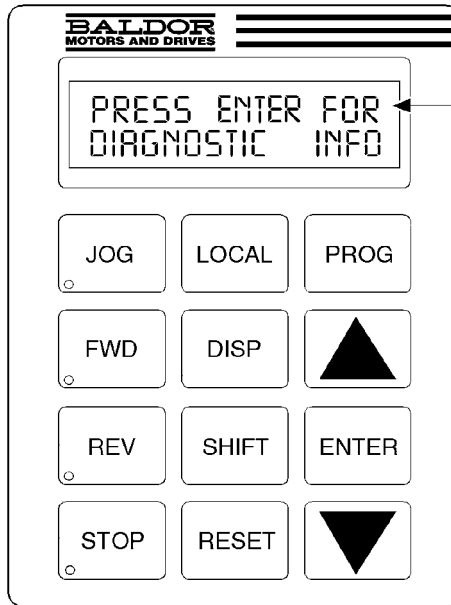 BALDOR
MOTORS AND DRIVES
PRESS ENTER FOR
DIAGNOSTIC INFO
JOG LOCAL PROG
FWD DISP
REV SHIFT ENTER
STOP RESET